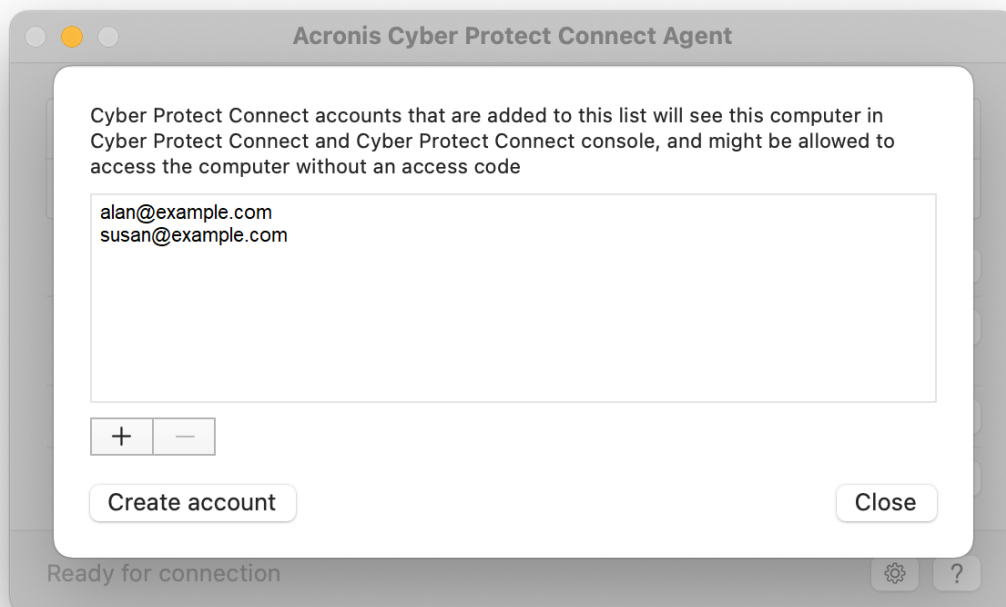 Acronis Cyber Protect Connect Agent
Cyber Protect Connect accounts that are added to this list will see this computer in
Cyber Protect Connect and Cyber Protect Connect console, and might be allowed to
access the computer without an access code
alan@example.com
susan@example.com
+ −
Create account Close
Ready for connection ?